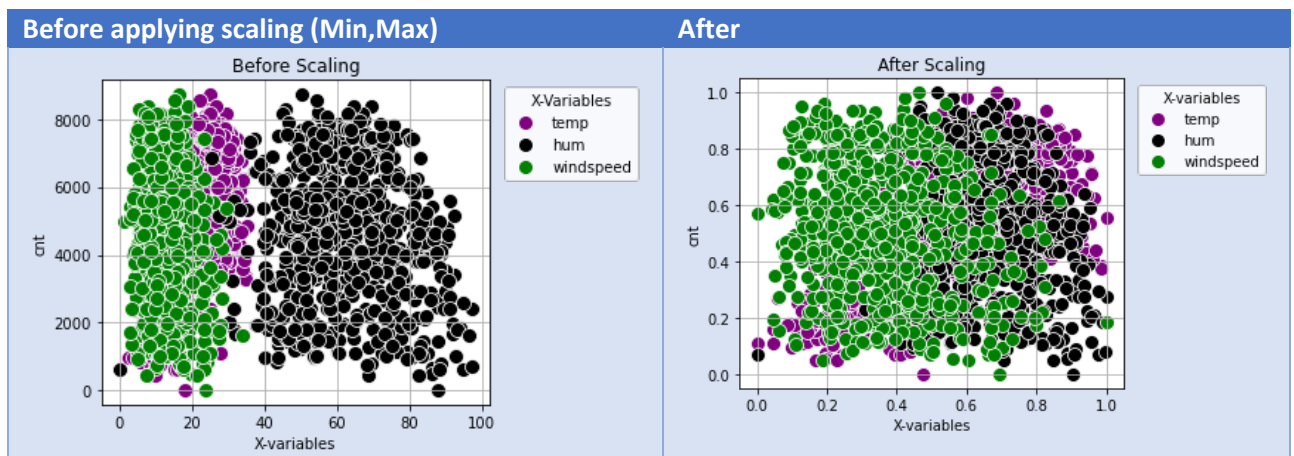 Before applying scaling (Min,Max)
After
Before Scaling
8000
6000
4000
2000
0
cnt
0 20 40 60 80 100
X-variables
X-Variables
temp
hum
windspeed
After Scaling
1.0
0.8
0.6
0.4
0.2
0.0
cnt
0.0 0.2 0.4 0.6 0.8 1.0
X-variables
X-variables
temp
hum
windspeed